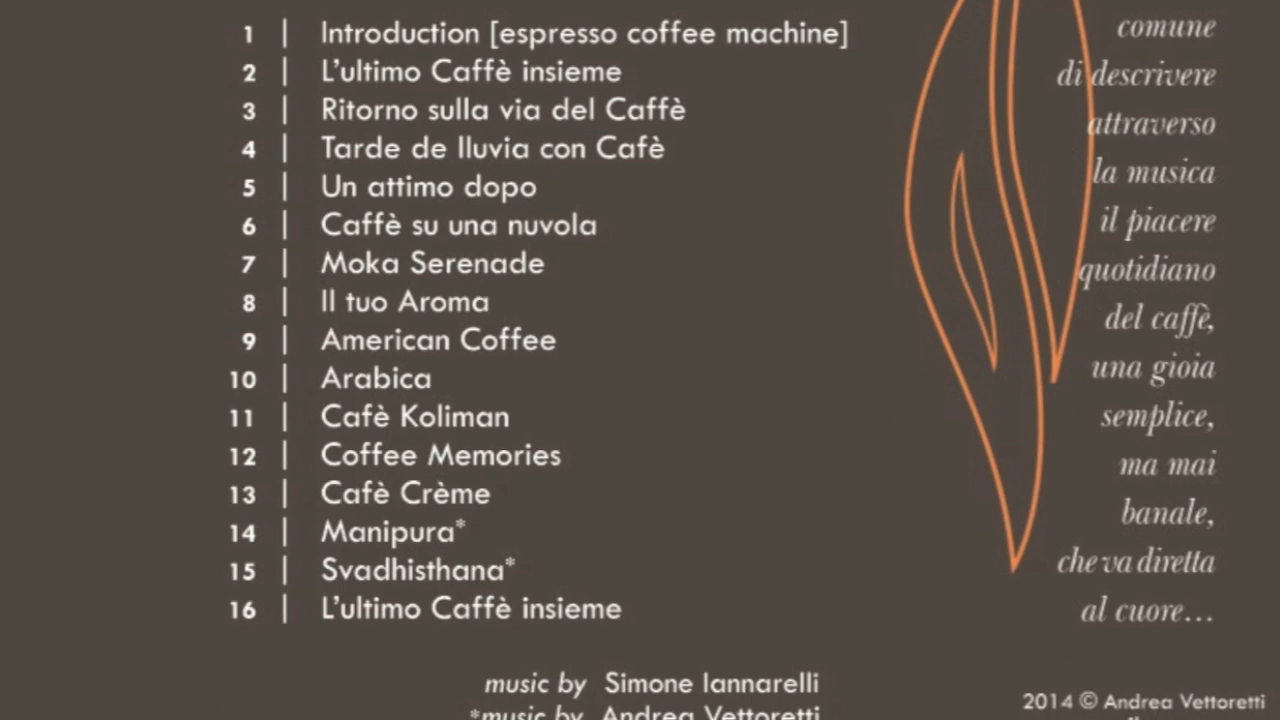 1 | Introduction [espresso coffee machine]
2 | L'ultimo Caffè insieme
3 | Ritorno sulla via del Caffè
4 | Tarde de lluvia con Cafè
5 | Un attimo dopo
6 | Caffè su una nuvola
7 | Moka Serenade
8 | Il tuo Aroma
9 | American Coffee
10 | Arabica
11 | Cafè Koliman
12 | Coffee Memories
13 | Cafè Crème
14 | Manipura*
15 | Svadhisthana*
16 | L'ultimo Caffè insieme
music by Simone Iannarelli
*music by Andrea Vettoretti
comune
di descrivere
attraverso
la musica
il piacere
quotidiano
del caffè,
una gioia
semplice,
ma mai
banale,
che va diretta
al cuore...
2014 © Andrea Vettoretti